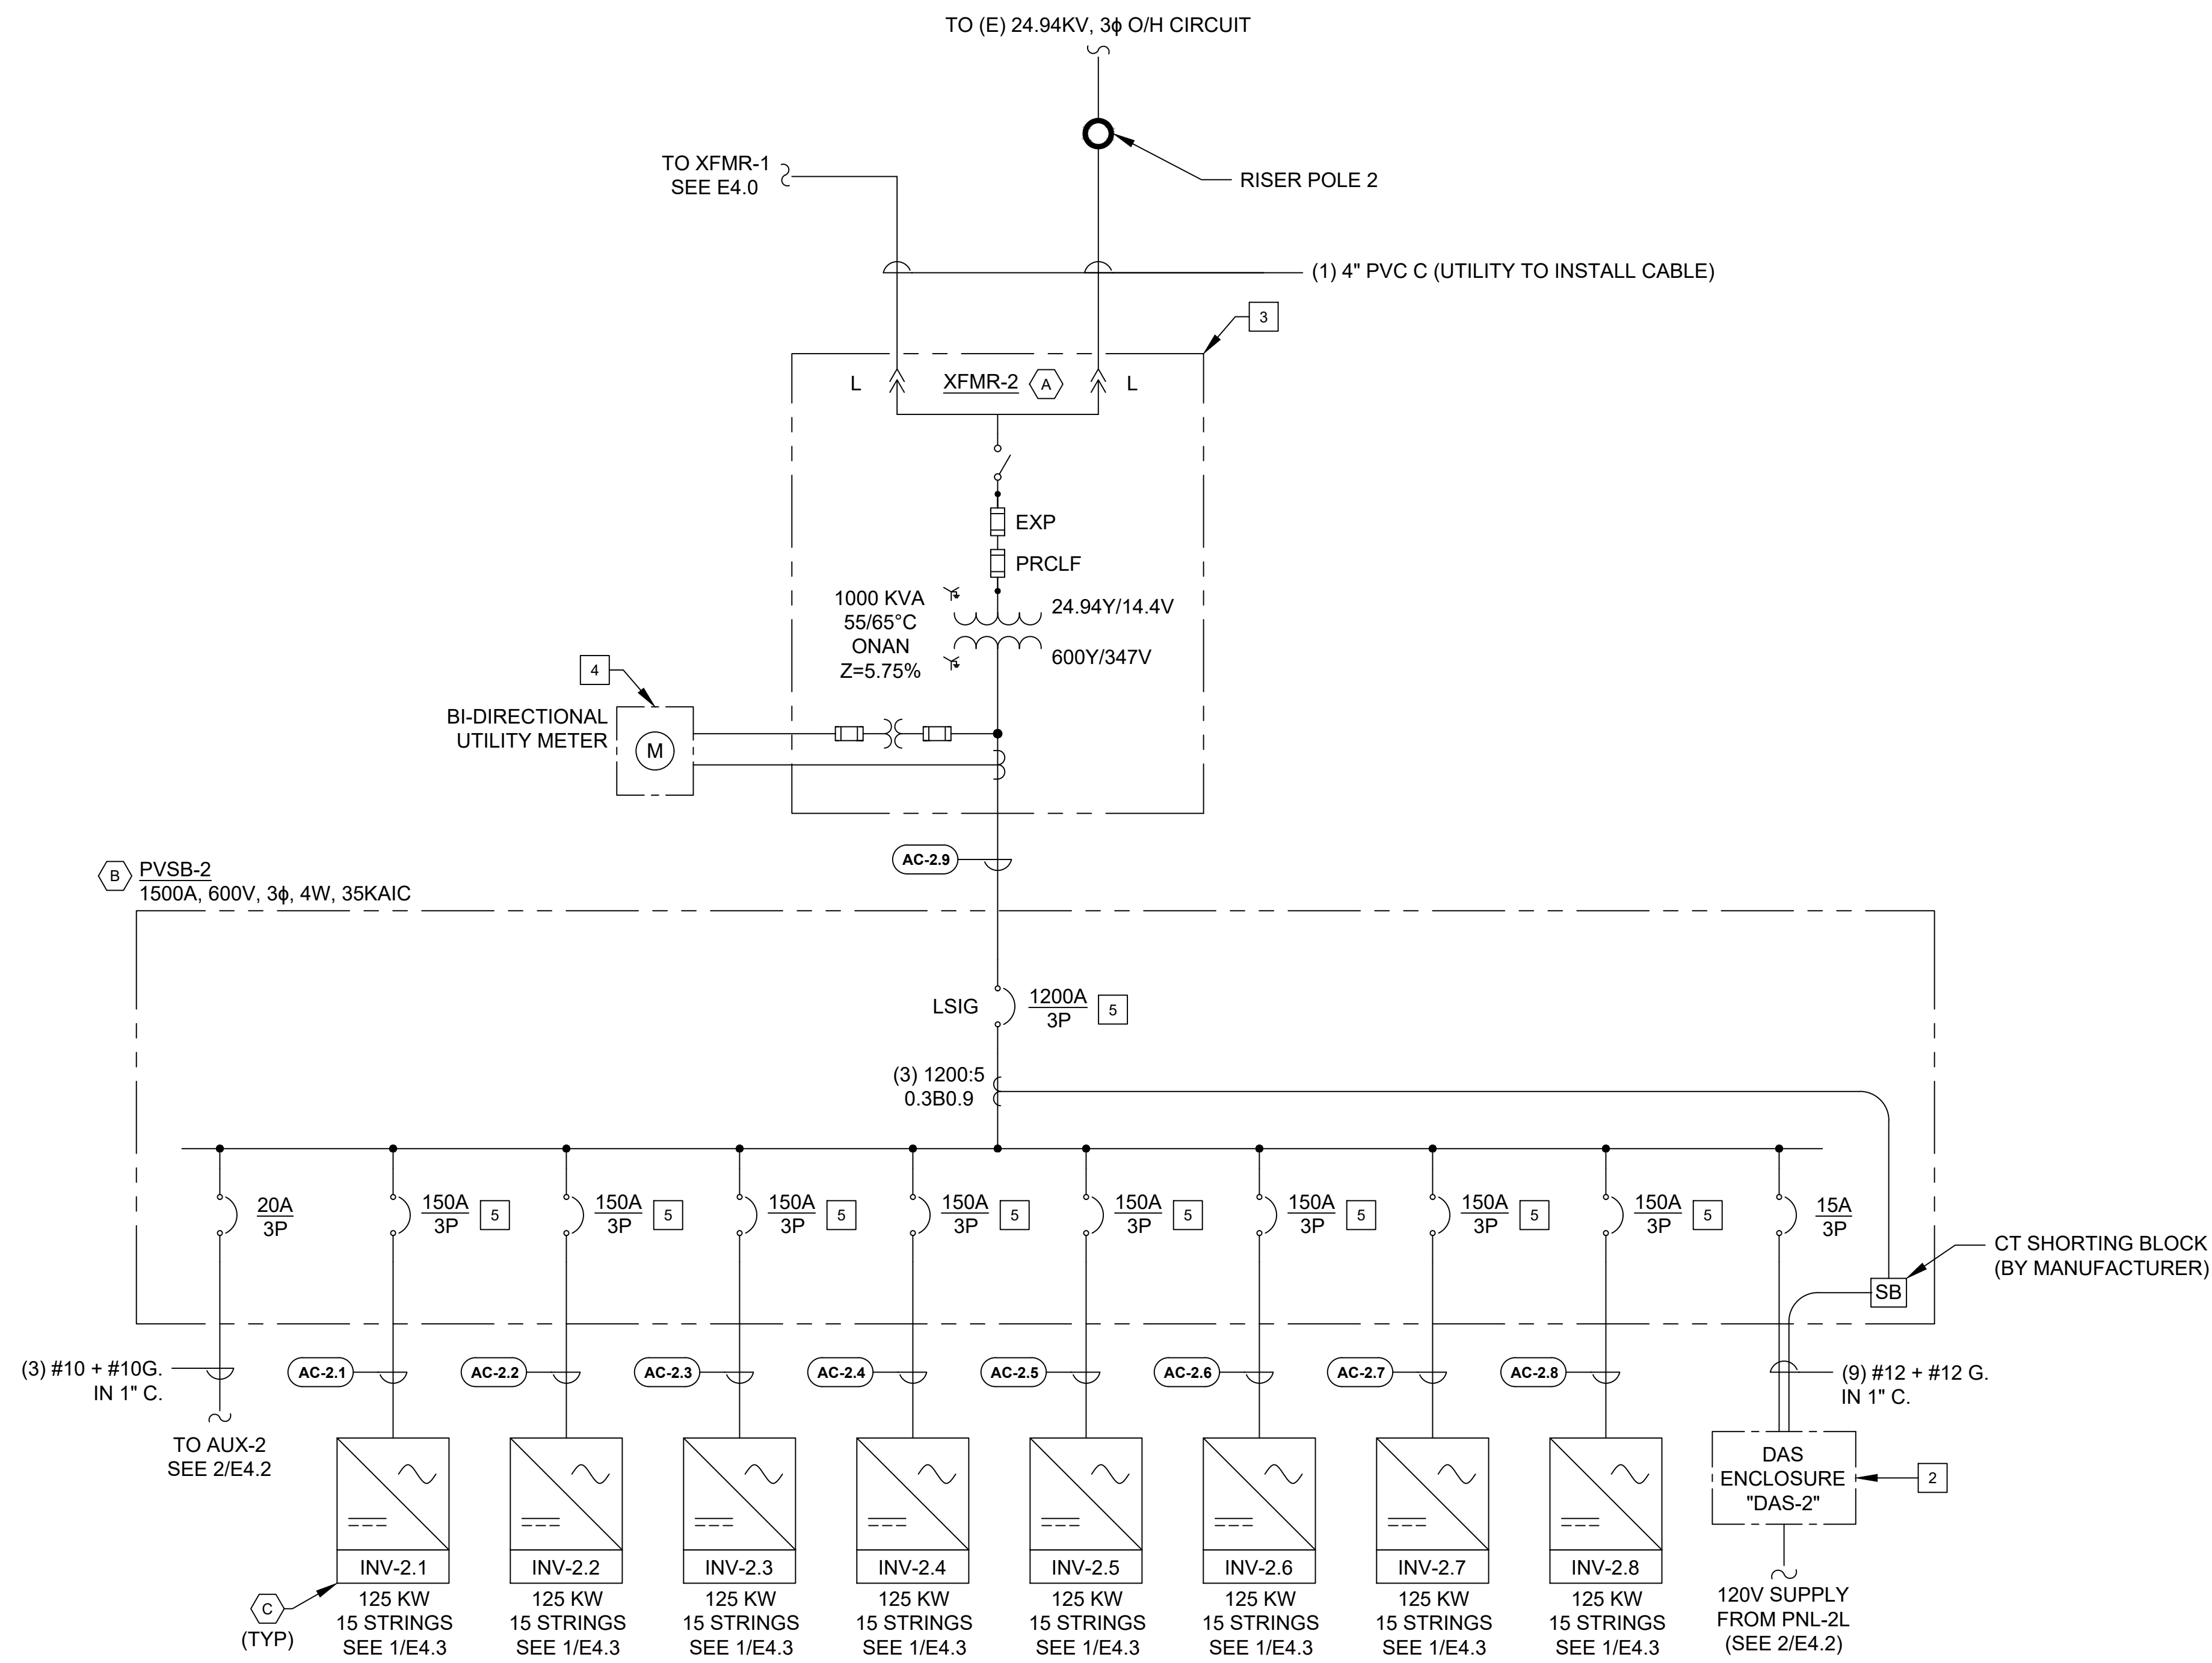 TO (E) 24.94KV, 3ϕ O/H CIRCUIT
TO XFMR-1
SEE E4.0
RISER POLE 2
(1) 4" PVC C (UTILITY TO INSTALL CABLE)
3
L
XFMR-2
A
L
EXP
PRCLF
1000 KVA
55/65°C
ONAN
Z=5.75%
24.94Y/14.4V
600Y/347V
4
BI-DIRECTIONAL
UTILITY METER
M
AC-2.9
B
PVSB-2
1500A, 600V, 3ϕ, 4W, 35KAIC
LSIG
1200A
3P
5
(3) 1200:5
0.3B0.9
20A
3P
150A
3P
5
150A
3P
5
150A
3P
5
150A
3P
5
150A
3P
5
150A
3P
5
150A
3P
5
150A
3P
5
15A
3P
CT SHORTING BLOCK
(BY MANUFACTURER)
SB
(3) #10 + #10G.
IN 1" C.
AC-2.1
AC-2.2
AC-2.3
AC-2.4
AC-2.5
AC-2.6
AC-2.7
AC-2.8
(9) #12 + #12 G.
IN 1" C.
TO AUX-2
SEE 2/E4.2
DAS
ENCLOSURE
"DAS-2"
2
INV-2.1
125 KW
15 STRINGS
SEE 1/E4.3
INV-2.2
125 KW
15 STRINGS
SEE 1/E4.3
INV-2.3
125 KW
15 STRINGS
SEE 1/E4.3
INV-2.4
125 KW
15 STRINGS
SEE 1/E4.3
INV-2.5
125 KW
15 STRINGS
SEE 1/E4.3
INV-2.6
125 KW
15 STRINGS
SEE 1/E4.3
INV-2.7
125 KW
15 STRINGS
SEE 1/E4.3
INV-2.8
125 KW
15 STRINGS
SEE 1/E4.3
C
(TYP)
120V SUPPLY
FROM PNL-2L
(SEE 2/E4.2)